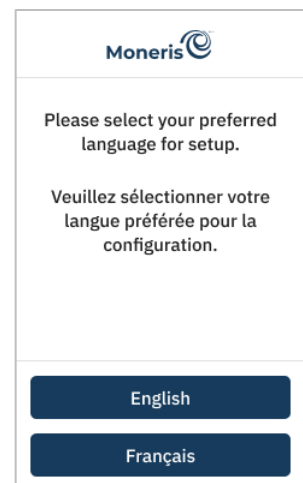 Moneris
Please select your preferred
language for setup.
Veuillez sélectionner votre
langue préférée pour la
configuration.
English
Français